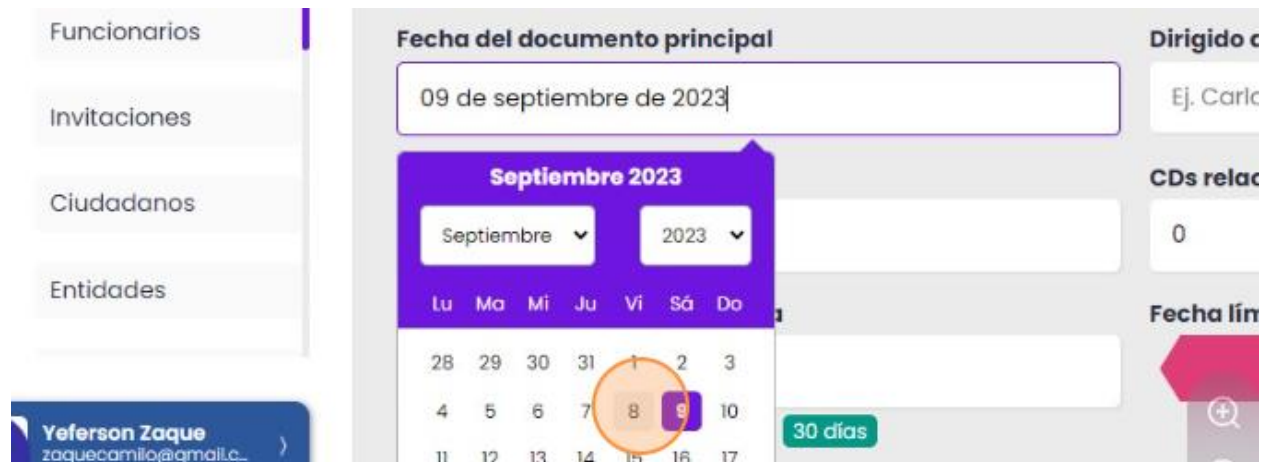 Funcionarios
Invitaciones
Ciudadanos
Entidades
Yeferson Zaque
zaquecamilo@gmail.c...
Fecha del documento principal
09 de septiembre de 2023
Septiembre 2023
Septiembre 2023
Lu Ma Mi Ju Vi Sá Do
28 29 30 31 1 2 3
4 5 6 7 8 9 10
11 12 13 14 15 16 17
30 días
Dirigido
Ej. Carlo
CDs relac
0
Fecha lím